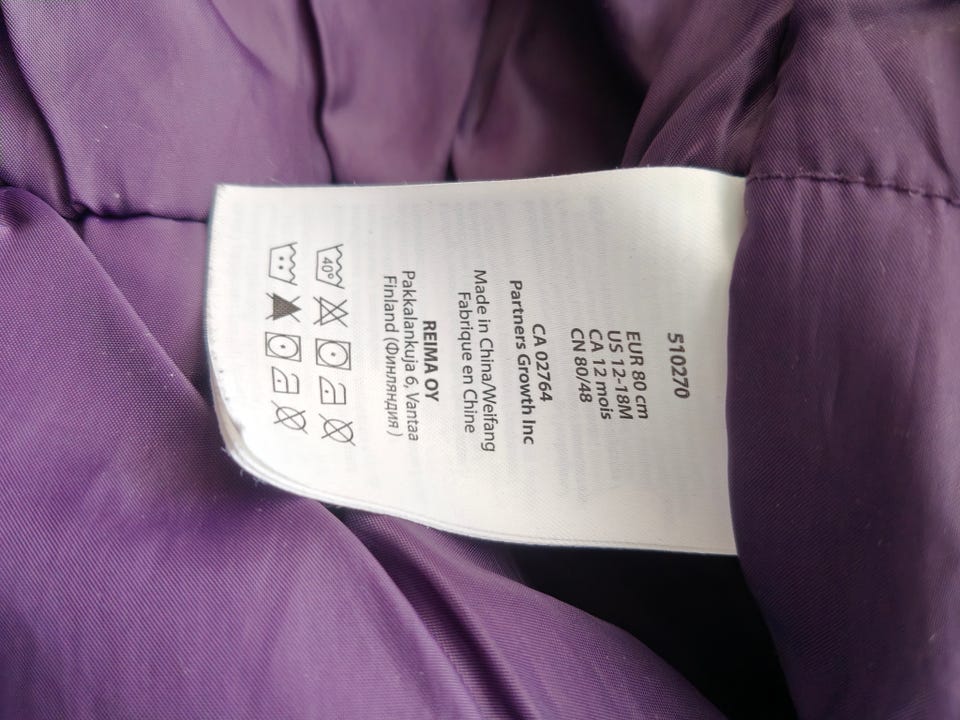 510270
EUR 80 cm
US 12-18M
CA 12 mois
CN 80/48
Partners Growth Inc
CA 02764
Made in China/Weifang
Fabrique en Chine
REIMA OY
Pakkalankuja 6, Vantaa
Finland (Финляндия)
40°